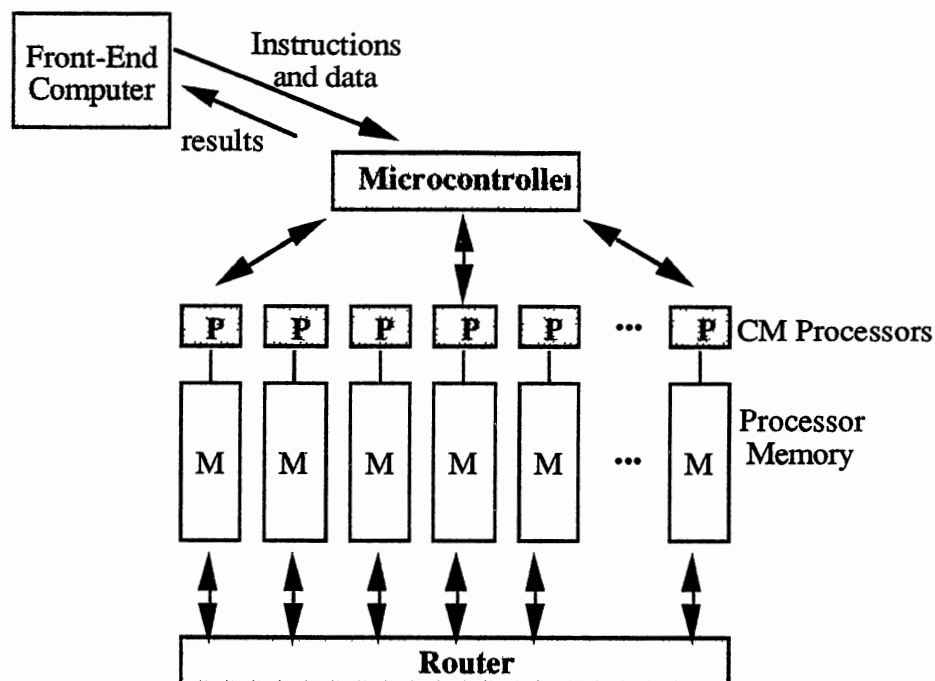 Front-End
Computer
Instructions
and data
results
Microcontroller
P P P P P ... P
CM Processors
M M M M M ... M
Processor
Memory
Router